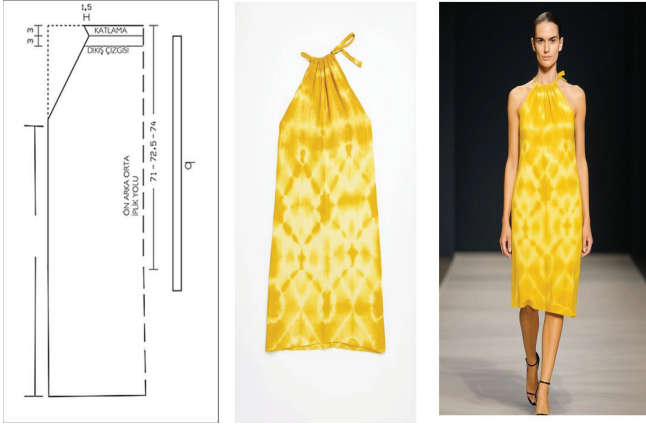 1,5
H
3 3
KATLAMA
DİKİŞ ÇİZGİSİ
71 - 72.5 - 74
ÖN ARKA ORTA
İPLİK YOLU
b